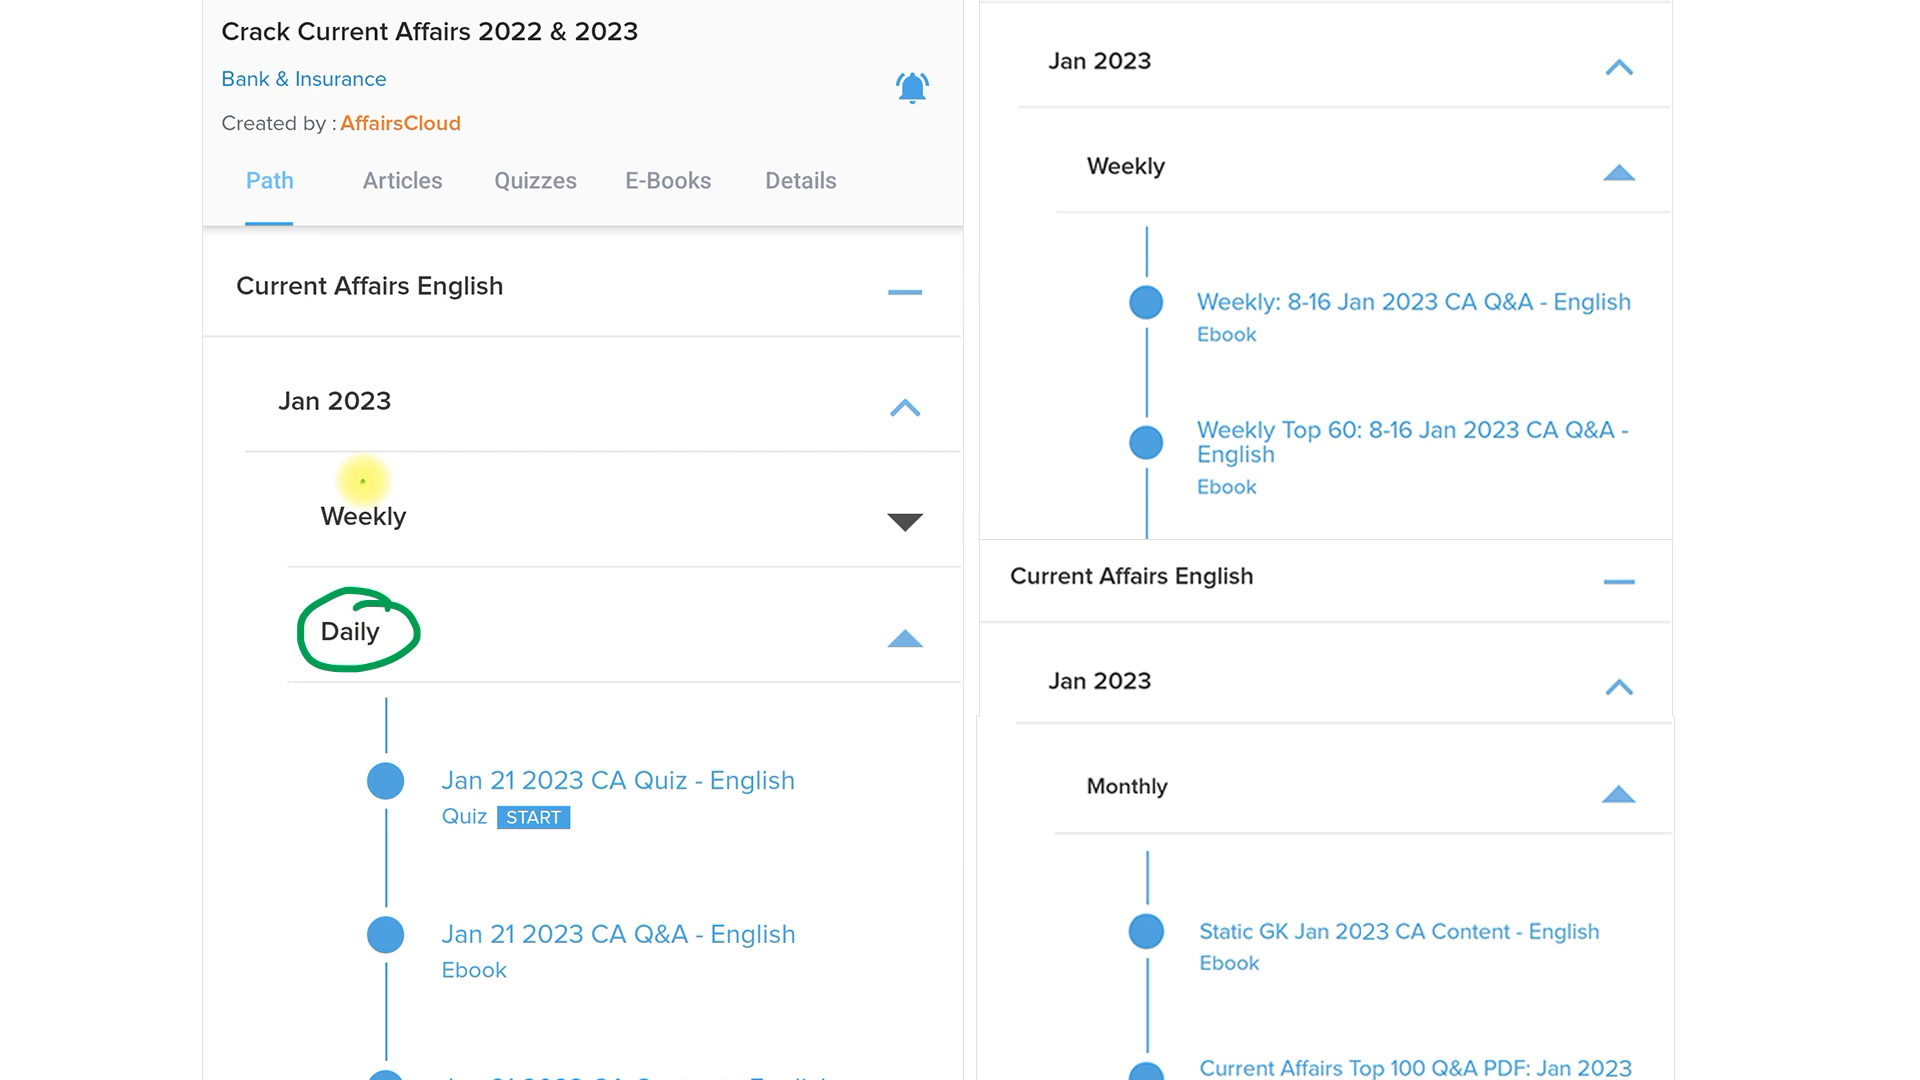 Crack Current Affairs 2022 & 2023
Bank & Insurance
Created by : AffairsCloud
Path Articles Quizzes E-Books Details
Current Affairs English
Jan 2023
Weekly
Daily
Jan 21 2023 CA Quiz - English
Quiz START
Jan 21 2023 CA Q&A - English
Ebook
Jan 2023
Weekly
Weekly: 8-16 Jan 2023 CA Q&A - English
Ebook
Weekly Top 60: 8-16 Jan 2023 CA Q&A -
English
Ebook
Current Affairs English
Jan 2023
Monthly
Static GK Jan 2023 CA Content - English
Ebook
Current Affairs Top 100 Q&A PDF: Jan 2023